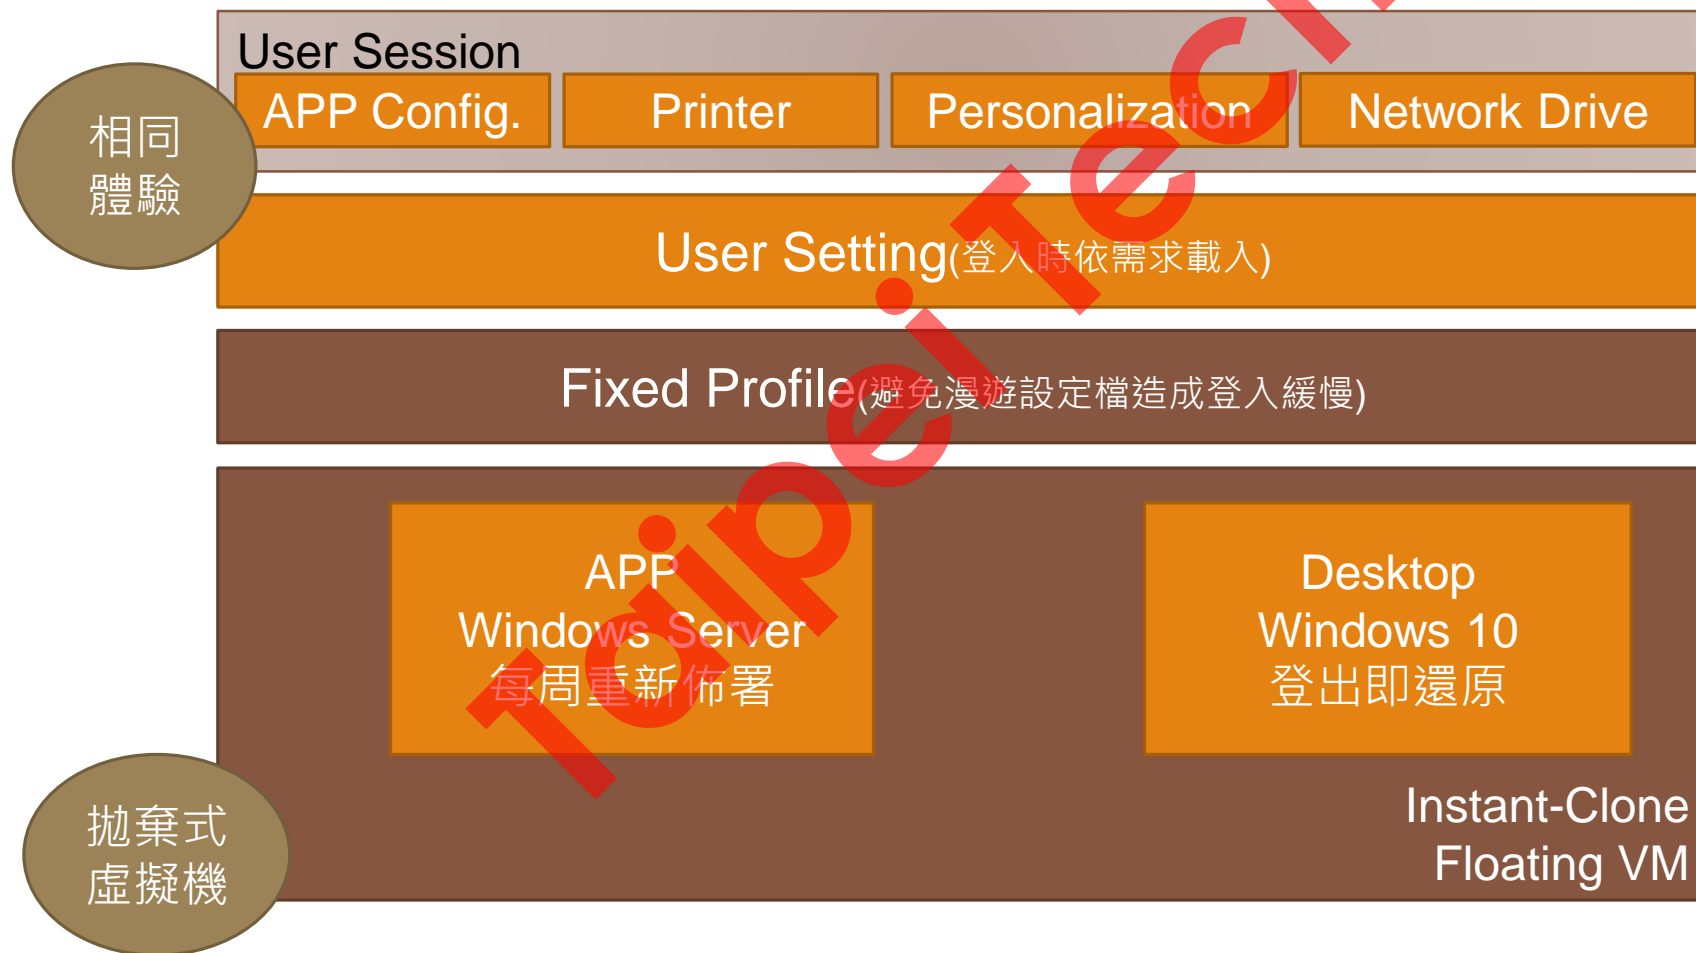 User Session
APP Config.
Printer
Personalization
Network Drive
相同
體驗
User Setting(登入時依需求載入)
Fixed Profile(避免漫遊設定檔造成登入緩慢)
APP
Windows Server
每周重新佈署
Desktop
Windows 10
登出即還原
Instant-Clone
Floating VM
拋棄式
虛擬機
Taipei Tech